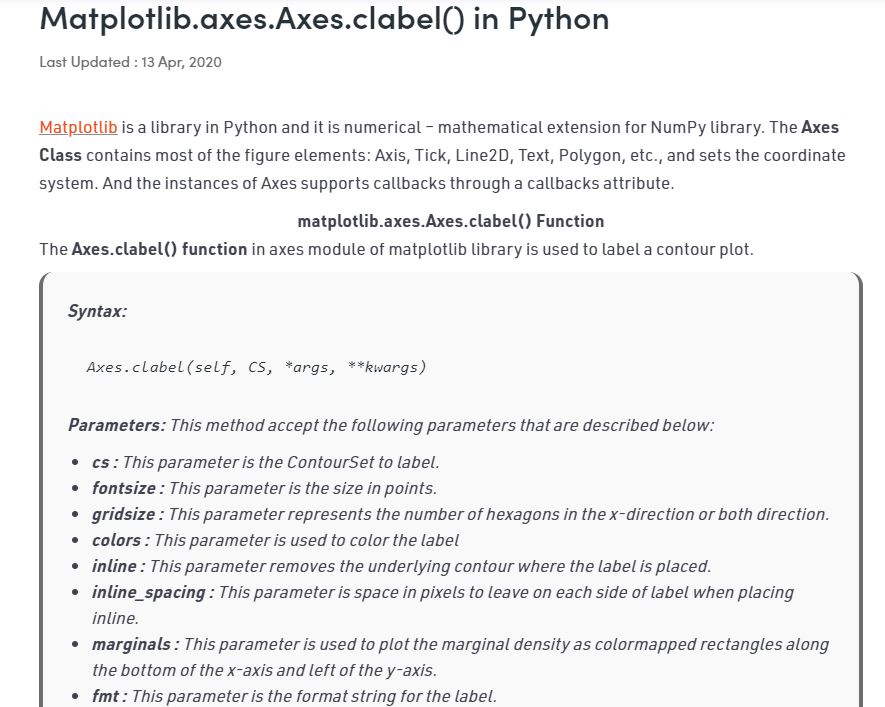 Matplotlib.axes.Axes.clabel() in Python
Last Updated : 13 Apr, 2020
Matplotlib is a library in Python and it is numerical – mathematical extension for NumPy library. The Axes
Class contains most of the figure elements: Axis, Tick, Line2D, Text, Polygon, etc., and sets the coordinate
system. And the instances of Axes supports callbacks through a callbacks attribute.
matplotlib.axes.Axes.clabel() Function
The Axes.clabel() function in axes module of matplotlib library is used to label a contour plot.
Syntax:
Axes.clabel(self, CS, *args, **kwargs)
Parameters: This method accept the following parameters that are described below:
• cs : This parameter is the ContourSet to label.
• fontsize : This parameter is the size in points.
• gridsize : This parameter represents the number of hexagons in the x-direction or both direction.
• colors : This parameter is used to color the label
• inline : This parameter removes the underlying contour where the label is placed.
• inline_spacing : This parameter is space in pixels to leave on each side of label when placing
inline.
• marginals : This parameter is used to plot the marginal density as colormapped rectangles along
the bottom of the x-axis and left of the y-axis.
• fmt : This parameter is the format string for the label.